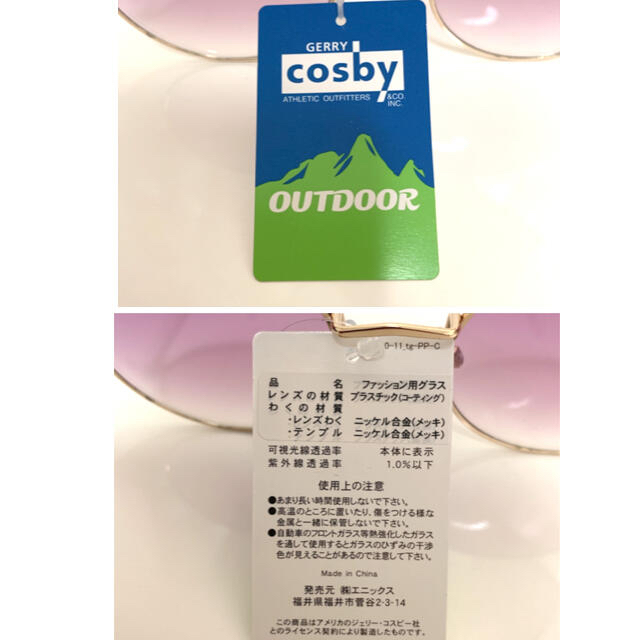 GERRY
cosby
ATHLETIC OUTFITTERS &CO.
INC.
OUTDOOR
0-11.tg-PP-C
品 名 ファッション用グラス
レンズの材質 プラスチック(コーティング)
わくの材質
・レンズわく ニッケル合金(メッキ)
・テンプル ニッケル合金(メッキ)
可視光線透過率 本体に表示
紫外線透過率 1.0%以下
使用上の注意
●あまり長い時間使用しないで下さい。
●高温のところに置いたり、傷をつける様な
金属と一緒に保管しないで下さい。
●自動車のフロントガラス等熱強化したガラス
を通して使用するとガラスのひずみの干渉
色が見えることがあるので注意して下さい。
Made in China
発売元 ㈱エニックス
福井県福井市菅谷2-3-14
この商品はアメリカのジェリー・コスビー社
とのライセンス契約により製造したものです。